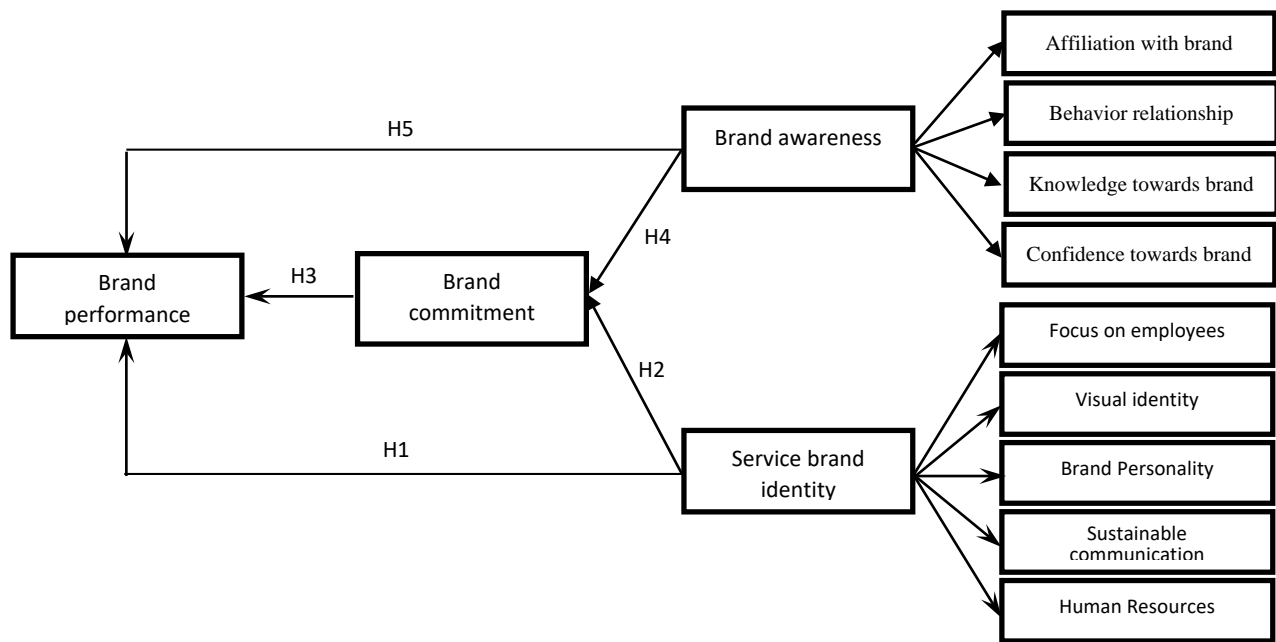 Affiliation with brand
Behavior relationship
Knowledge towards brand
Confidence towards brand
H5
Brand awareness
H4
H3
Brand
performance
Brand
commitment
H2
H1
Service brand
identity
Focus on employees
Visual identity
Brand Personality
Sustainable
communication
Human Resources